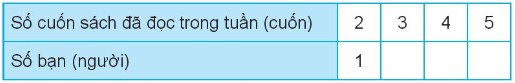 Số cuốn sách đã đọc trong tuần (cuốn) 2 3 4 5
Số bạn (người) 1